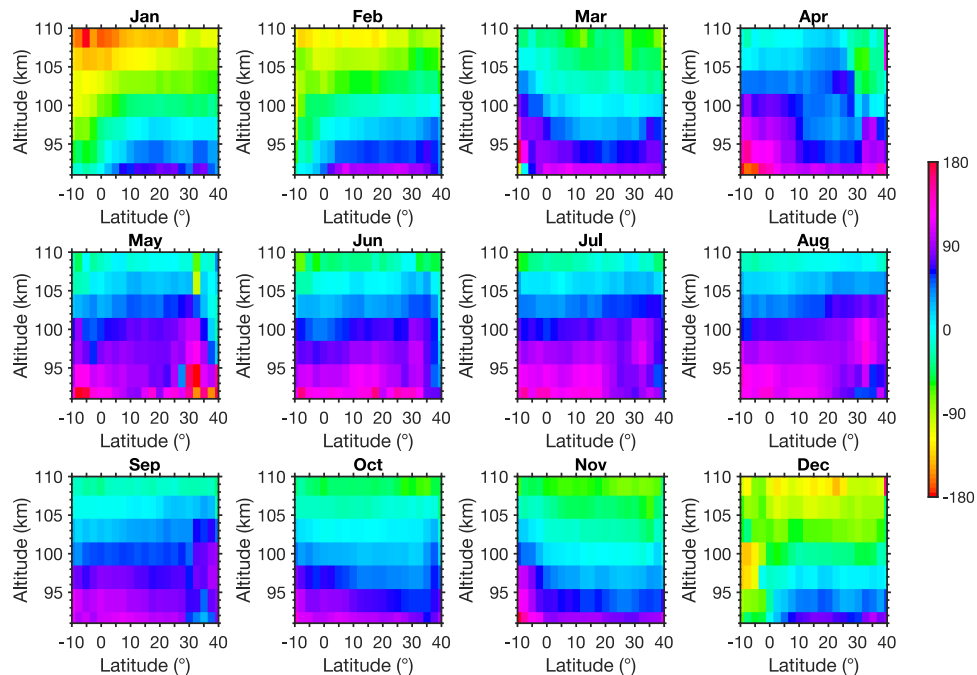 Jan Feb Mar Apr
110 110 110 110
105 105 105 105
100 100 100 100
95 95 95 95
Altitude (km) Altitude (km) Altitude (km) Altitude (km)
-10 0 10 20 30 40 -10 0 10 20 30 40 -10 0 10 20 30 40 -10 0 10 20 30 40
Latitude (°) Latitude (°) Latitude (°) Latitude (°)
180
90
0
-90
-180
May Jun Jul Aug
110 110 110 110
105 105 105 105
100 100 100 100
95 95 95 95
Altitude (km) Altitude (km) Altitude (km) Altitude (km)
-10 0 10 20 30 40 -10 0 10 20 30 40 -10 0 10 20 30 40 -10 0 10 20 30 40
Latitude (°) Latitude (°) Latitude (°) Latitude (°)
Sep Oct Nov Dec
110 110 110 110
105 105 105 105
100 100 100 100
95 95 95 95
Altitude (km) Altitude (km) Altitude (km) Altitude (km)
-10 0 10 20 30 40 -10 0 10 20 30 40 -10 0 10 20 30 40 -10 0 10 20 30 40
Latitude (°) Latitude (°) Latitude (°) Latitude (°)